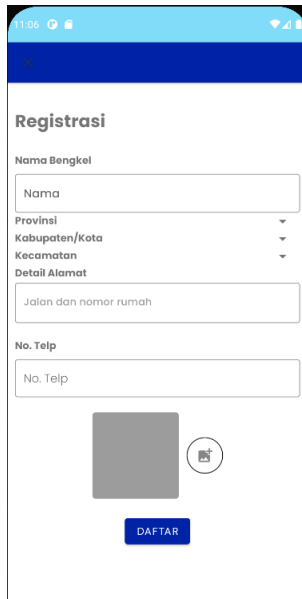 11:06
Registrasi
Nama Bengkel
Nama
Provinsi
Kabupaten/Kota
Kecamatan
Detail Alamat
Jalan dan nomor rumah
No. Telp
No. Telp
DAFTAR